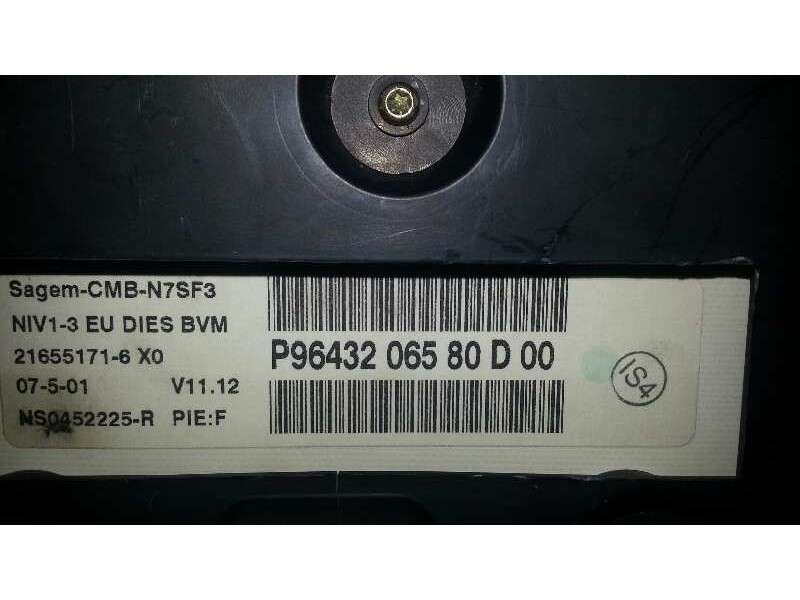 Sagem-CMB-N7SF3
NIV1-3 EU DIES BVM
21655171-6 X0
07-5-01 V11.12
NS0452225-R PIE:F
P96432 065 80 D 00
IS4